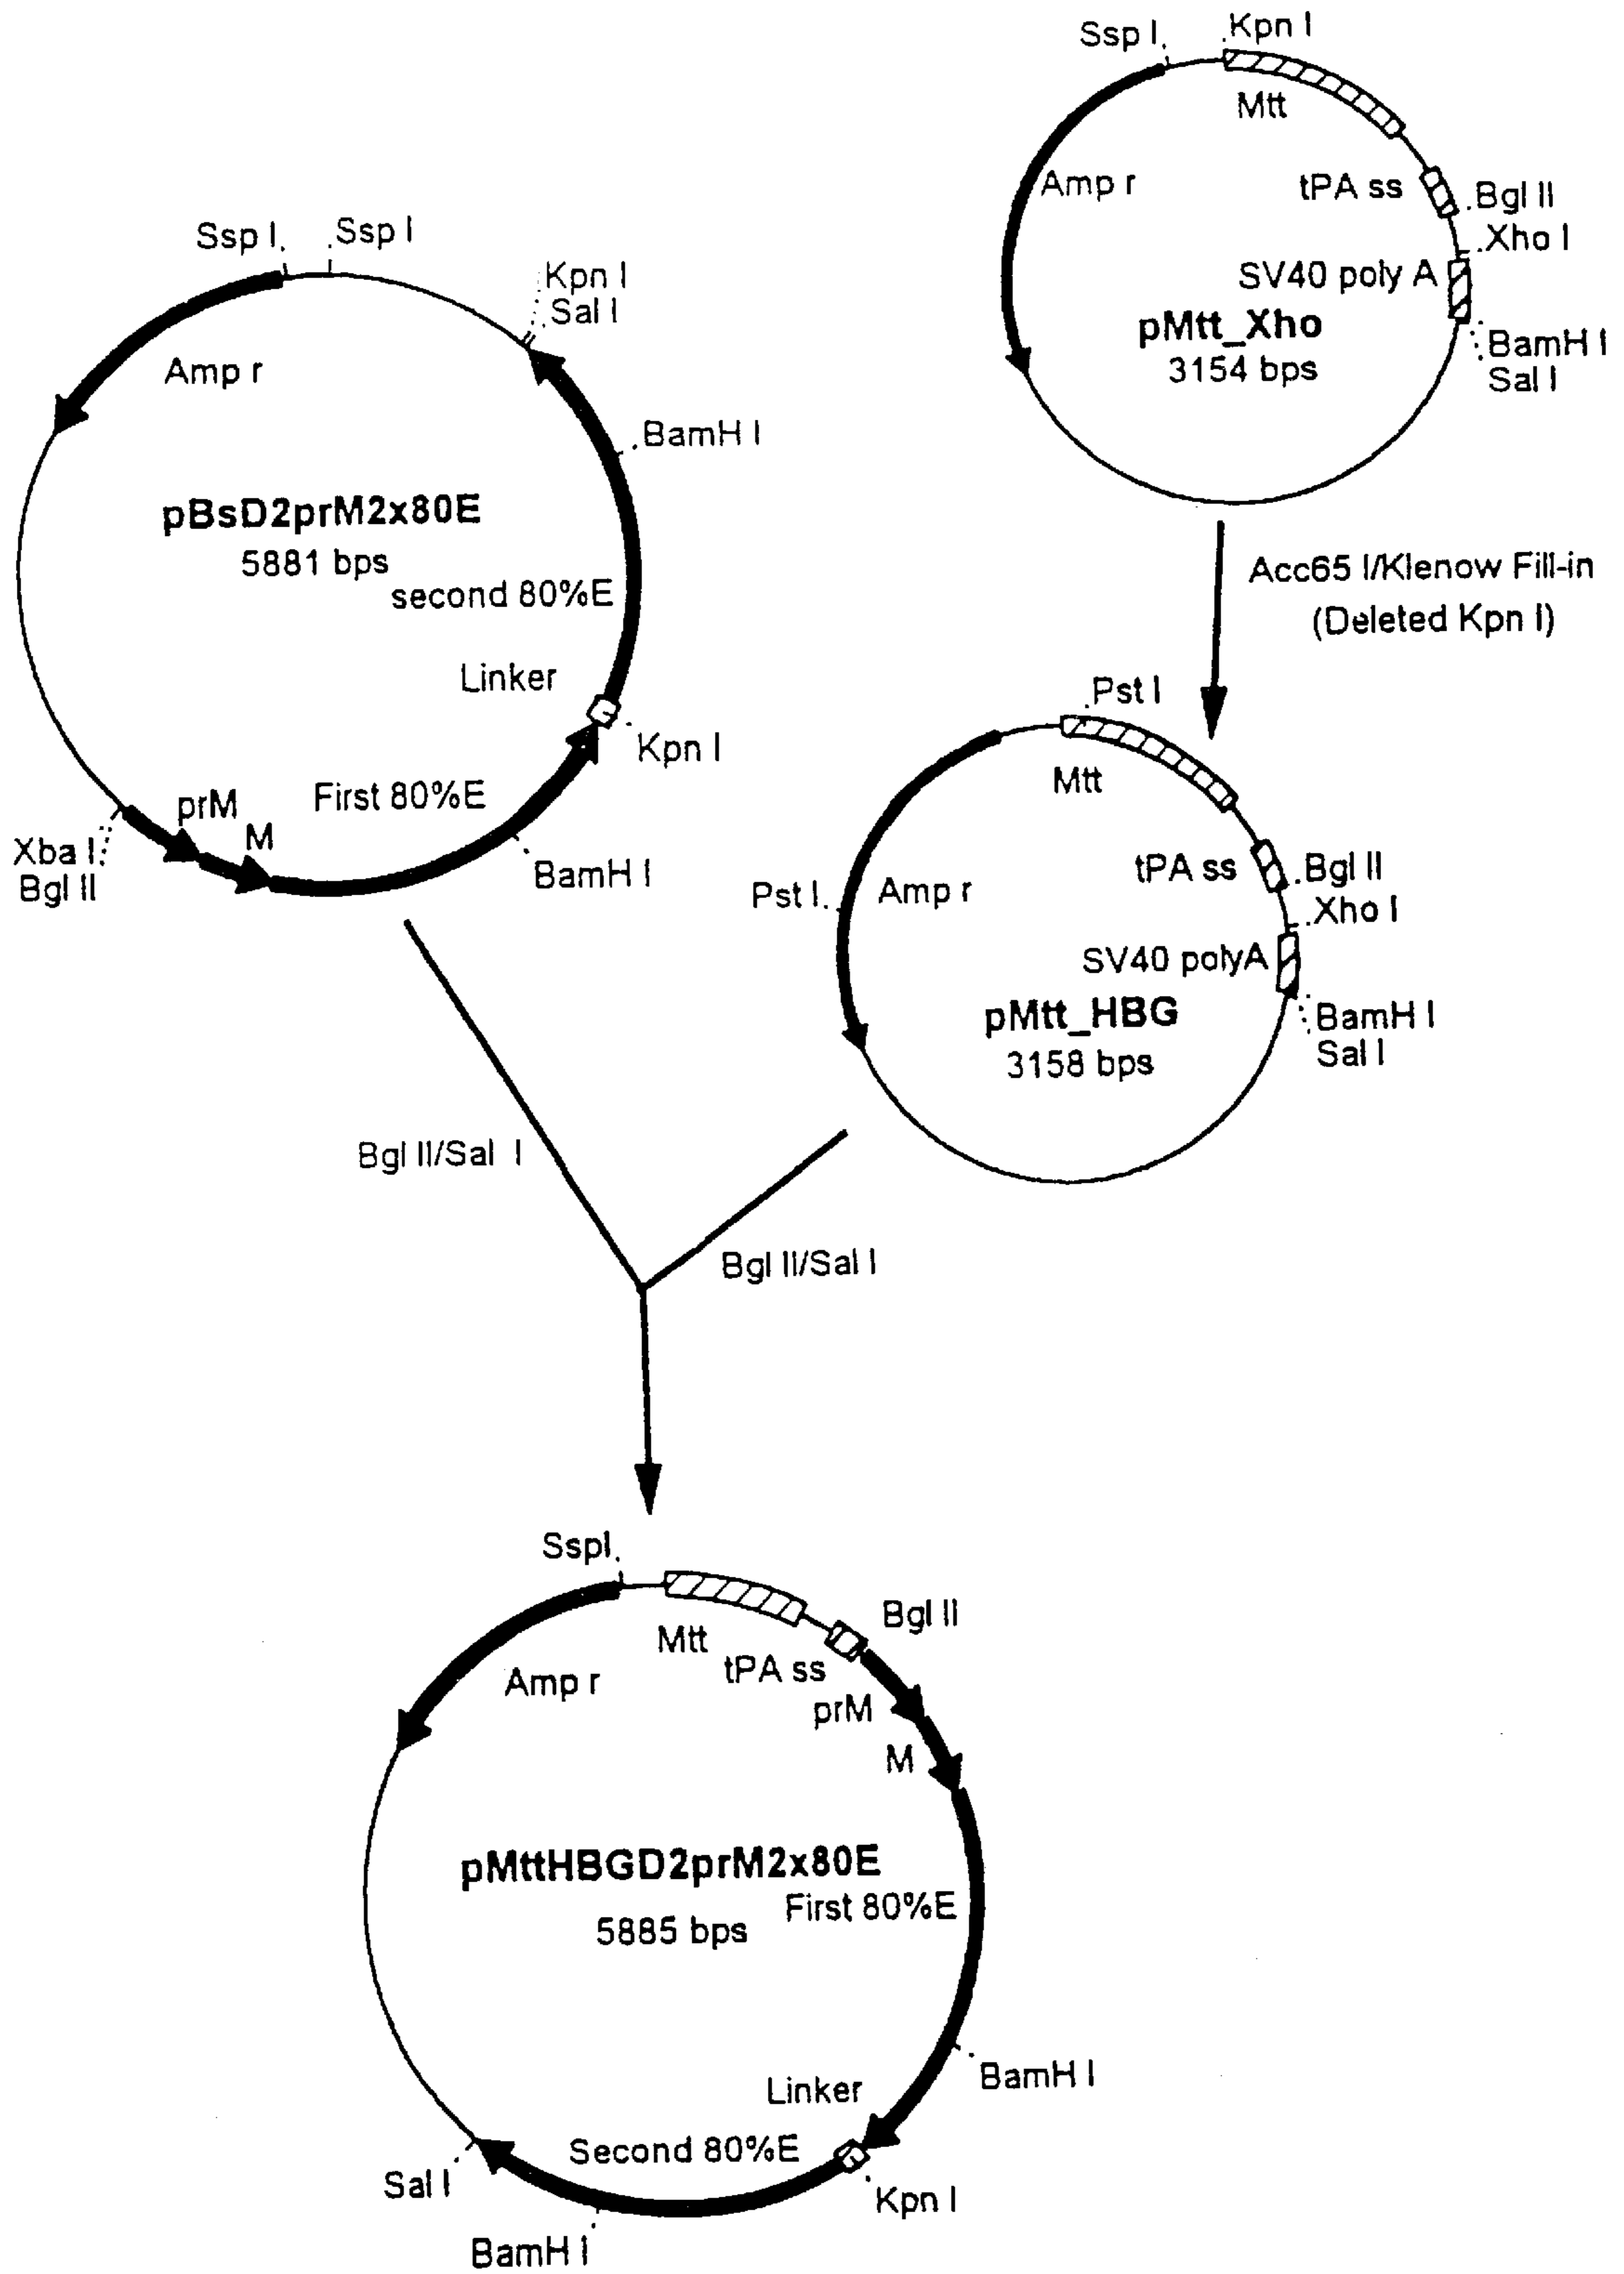 Ssp I
Kpn I
Mtt
Amp r
tPA ss
Bgl II
Xho I
SV40 poly A
pMtt_Xho
3154 bps
BamH I
Sal I
Ssp I
Ssp I
Kpn I
Sal I
Amp r
BamH I
pBsD2prM2x80E
5881 bps
second 80%E
Linker
Kpn I
First 80%E
prM
M
Xba I
Bgl II
BamH I
Acc65 I/Klenow Fill-in
(Deleted Kpn I)
Pst I
Mtt
Pst I
Amp r
tPA ss
Bgl II
Xho I
SV40 polyA
pMtt_HBG
3158 bps
BamH I
Sal I
Bgl II/Sal I
Bgl II/Sal I
SspI
Bgl II
Mtt
tPA ss
Amp r
prM
M
pMttHBGD2prM2x80E
First 80%E
5885 bps
BamH I
Linker
Second 80%E
Sal I
Kpn I
BamH I